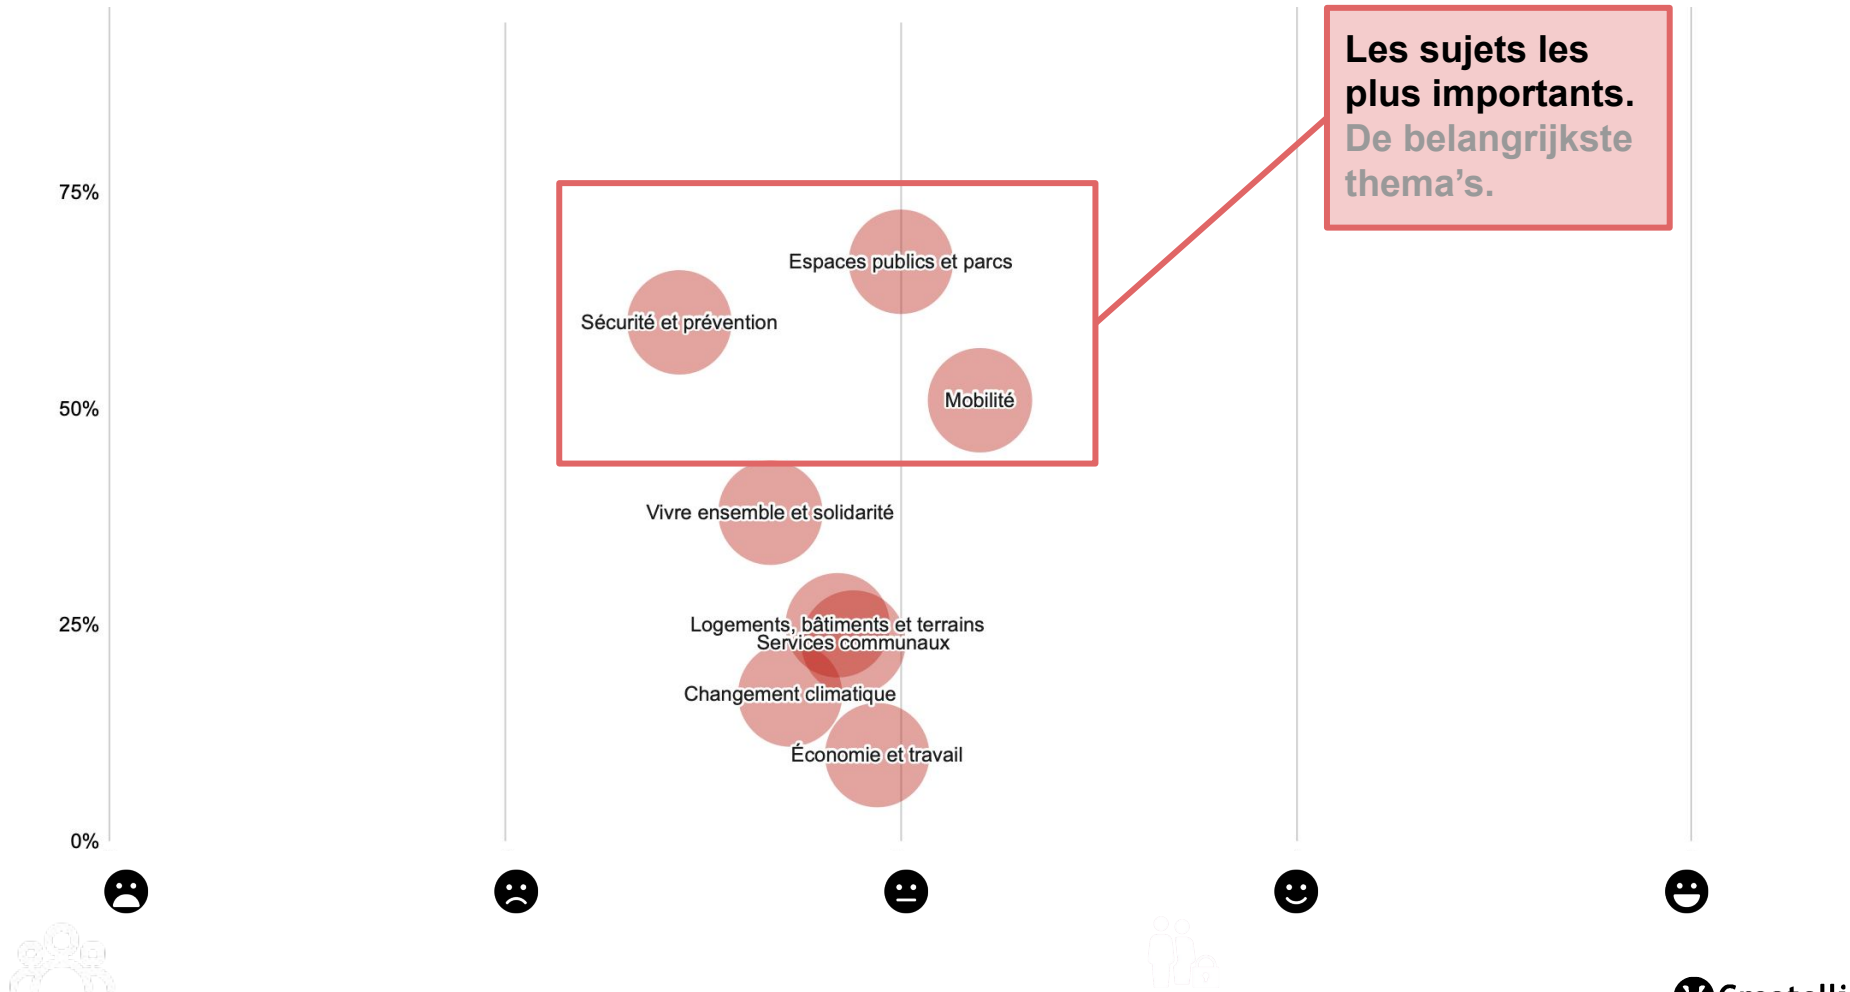 Les sujets les
plus importants.
De belangrijkste
thema's.
75%
Espaces publics et parcs
Sécurité et prévention
50%
Mobilité
Vivre ensemble et solidarité
25%
Logements, bâtiments et terrains
Services communaux
Changement climatique
Économie et travail
0%